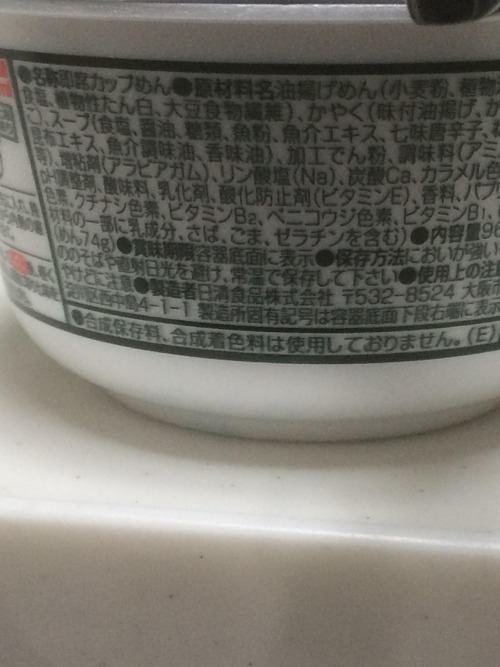 ●名称即席カップめん●原材料名油揚げめん(小麦粉、植物
食塩、植物性たん白、大豆食物繊維)、かやく(味付油揚げ、か
こ)、スープ(食塩、醤油、糖類、魚粉、魚介エキス、七味唐辛子、
昆布エキス、魚介調味油、香味油)、加工でん粉、調味料(アミ
等)、増粘剤(アラビアガム)、リン酸塩(Na)、炭酸Ca、カラメル色
pH調整剤、酸味料、乳化剤、酸化防止剤(ビタミンE)、香料、パプ
色素、クチナシ色素、ビタミンB₂、ベニコウジ色素、ビタミンB₁、
材料の一部に乳成分、さば、ごま、ゼラチンを含む)●内容量96
(めん74g)●賞味期限容器底面に表示●保存方法においが強い
ののそばや直射日光を避け、常温で保存して下さい●使用上の注
やけどに注意●製造者日清食品株式会社 〒532-8524 大阪
淀川区西中島4-1-1 製造所固有記号は容器底面下段右端に表
●合成保存料、合成着色料は使用しておりません。(E)